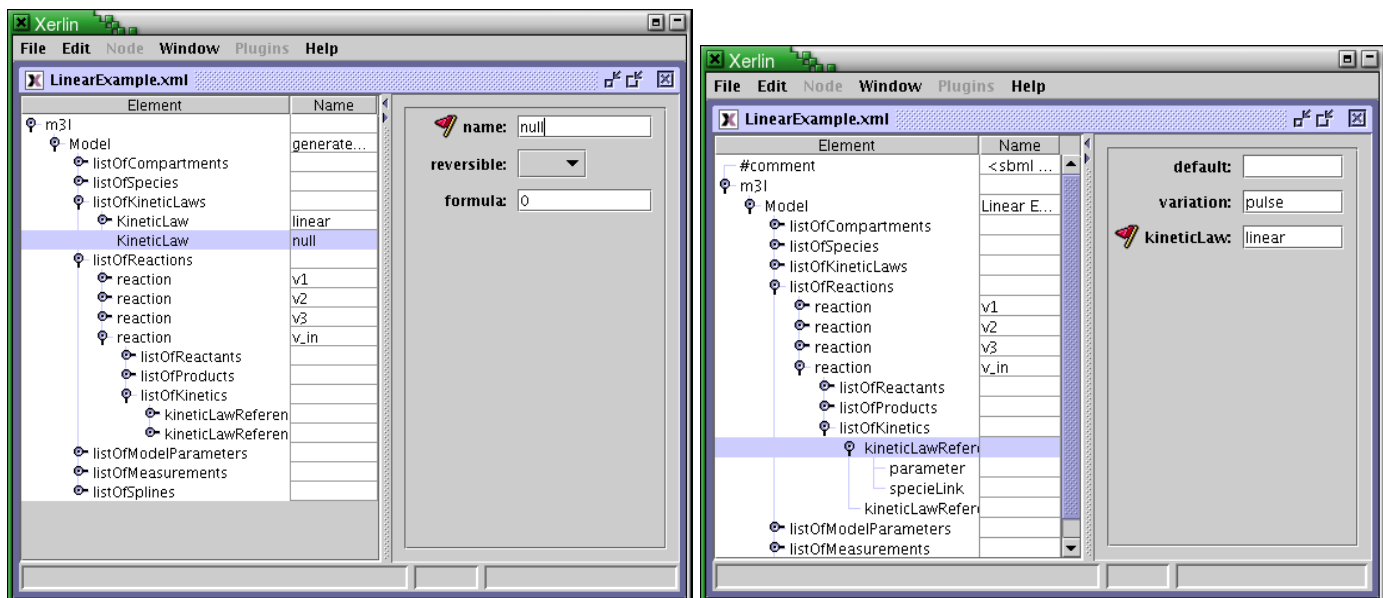 Xerlin
File Edit Node Window Plugins Help
LinearExample.xml
Element Name
m3l
Model generate...
listOfCompartments
listOfSpecies
listOfKineticLaws
KineticLaw linear
KineticLaw null
listOfReactions
reaction v1
reaction v2
reaction v3
reaction v_in
listOfReactants
listOfProducts
listOfKinetics
kineticLawReferen
kineticLawReferen
listOfModelParameters
listOfMeasurements
listOfSplines
name: null
reversible:
formula: 0
Xerlin
File Edit Node Window Plugins Help
LinearExample.xml
Element Name
#comment <sbml ...
m3l
Model Linear E...
listOfCompartments
listOfSpecies
listOfKineticLaws
listOfReactions
reaction v1
reaction v2
reaction v3
reaction v_in
listOfReactants
listOfProducts
listOfKinetics
kineticLawRefere
parameter
specieLink
kineticLawRefere
listOfModelParameters
listOfMeasurements
default:
variation: pulse
kineticLaw: linear